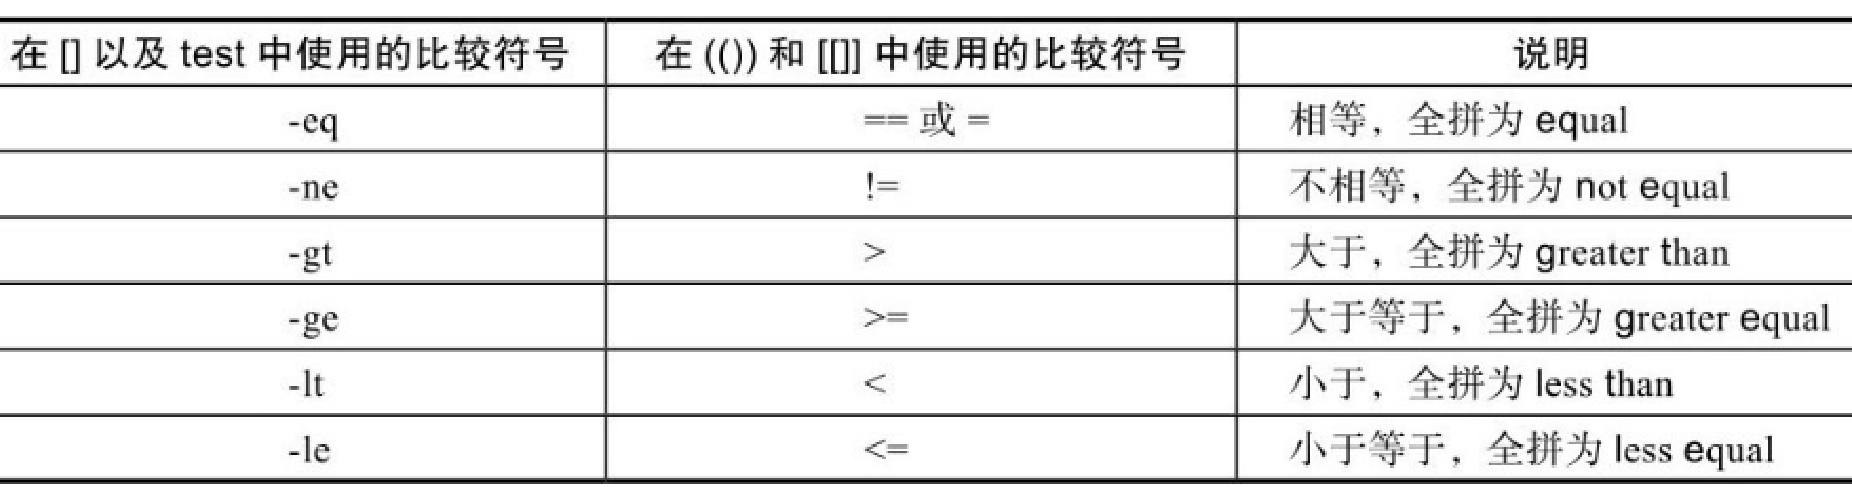 在 [] 以及 test 中使用的比较符号 在 (()) 和 [[]] 中使用的比较符号 说明
-eq == 或 = 相等，全拼为 equal
-ne != 不相等，全拼为 not equal
-gt > 大于，全拼为 greater than
-ge >= 大于等于，全拼为 greater equal
-lt < 小于，全拼为 less than
-le <= 小于等于，全拼为 less equal